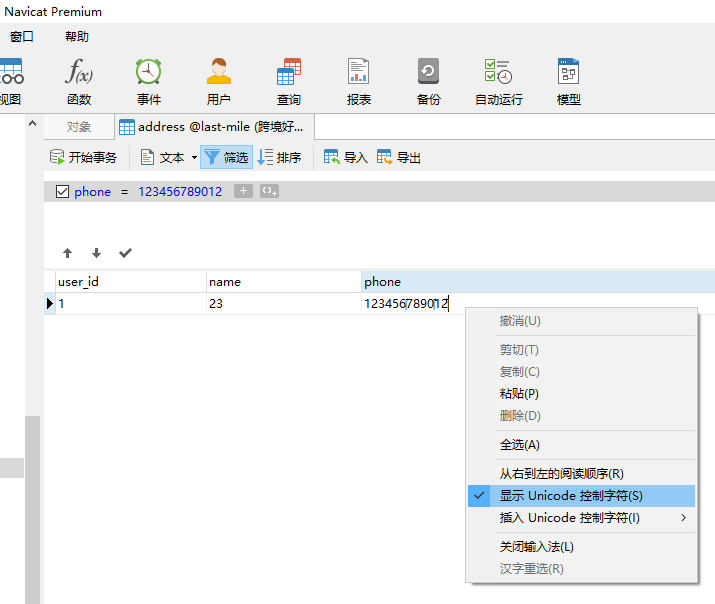 Navicat Premium
窗口 帮助
视图 函数 事件 用户 查询 报表 备份 自动运行 模型
对象 address @last-mile (跨境好...
开始事务 文本 筛选 排序 导入 导出
phone = 123456789012
user_id name phone
1 23 123456789012
撤消(U)
剪切(T)
复制(C)
粘贴(P)
删除(D)
全选(A)
从右到左的阅读顺序(R)
显示 Unicode 控制字符(S)
插入 Unicode 控制字符(I)
关闭输入法(L)
汉字重选(R)